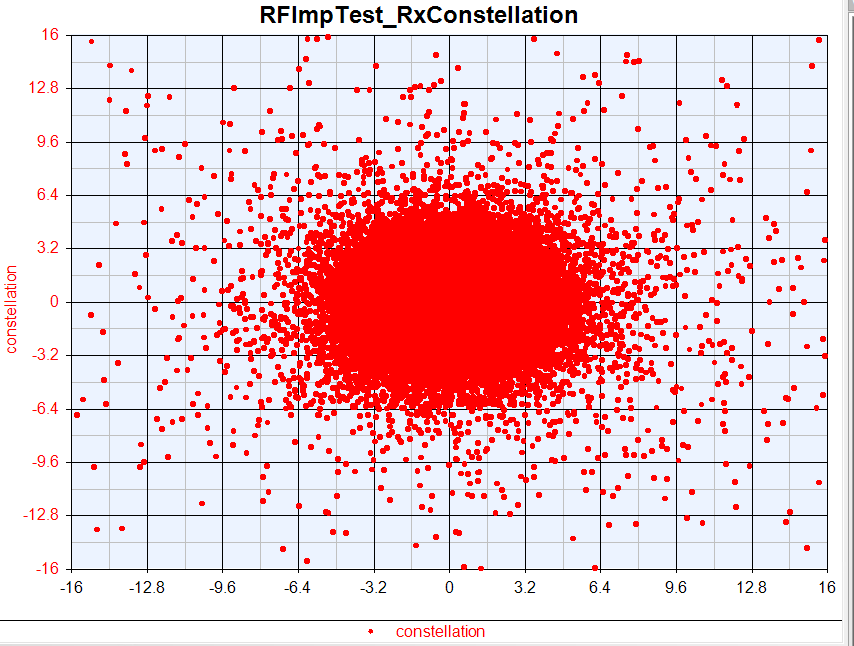 RFImpTest_RxConstellation
16
12.8
9.6
6.4
3.2
0
-3.2
-6.4
-9.6
-12.8
-16
constellation
-16 -12.8 -9.6 -6.4 -3.2 0 3.2 6.4 9.6 12.8 16
constellation